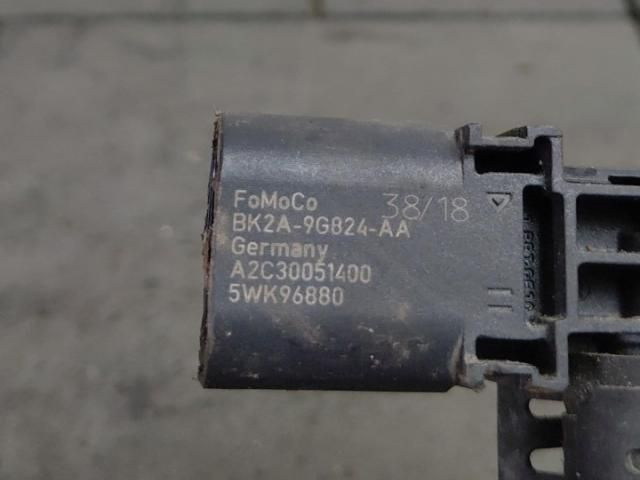 FoMoCo 38/18
BK2A-9G824-AA
Germany
A2C30051400
5WK96880